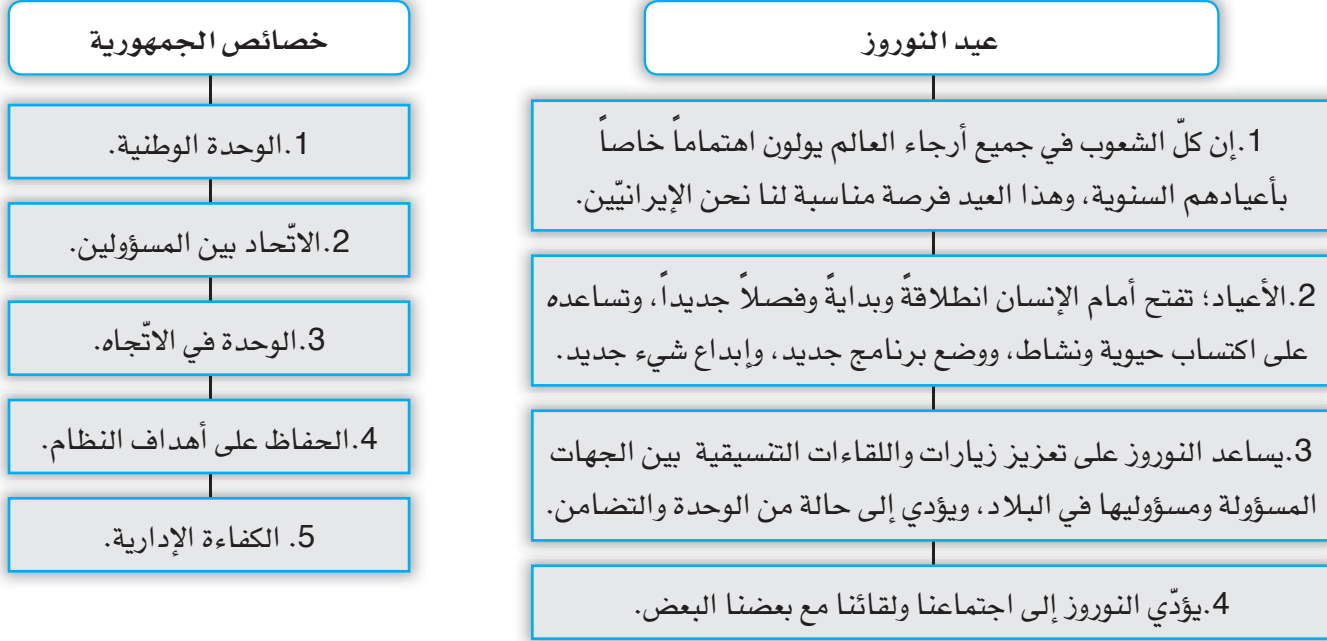 عيد النوروز
1.إن كلّ الشعوب في جميع أرجاء العالم يولون اهتماماً خاصاً
بأعيادهم السنوية، وهذا العيد فرصة مناسبة لنا نحن الإيرانيّين.
2.الأعياد؛ تفتح أمام الإنسان انطلاقةً وبدايةً وفصلاً جديداً، وتساعده
على اكتساب حيوية ونشاط، ووضع برنامج جديد، وإبداع شيء جديد.
3.يساعد النوروز على تعزيز زيارات واللقاءات التنسيقية بين الجهات
المسؤولة ومسؤوليها في البلاد، ويؤدي إلى حالة من الوحدة والتضامن.
4.يؤدّي النوروز إلى اجتماعنا ولقائنا مع بعضنا البعض.
خصائص الجمهورية
1.الوحدة الوطنية.
2.الاتّحاد بين المسؤولين.
3.الوحدة في الاتّجاه.
4.الحفاظ على أهداف النظام.
5. الكفاءة الإدارية.